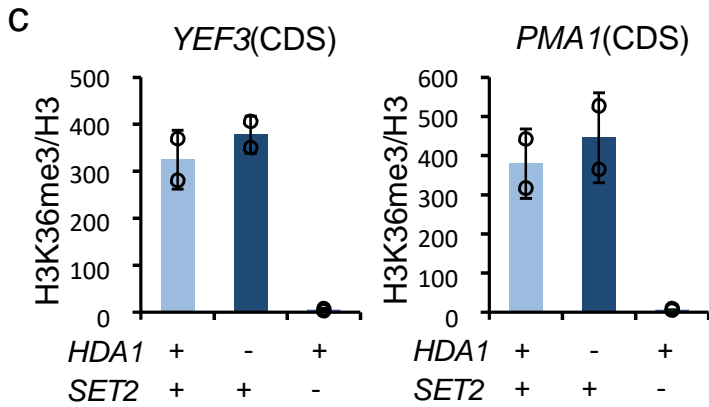 c
YEF3(CDS)
H3K36me3/H3
500
400
300
200
100
0
HDA1 + - +
SET2 + + -
PMA1(CDS)
H3K36me3/H3
600
500
400
300
200
100
0
HDA1 + - +
SET2 + + -